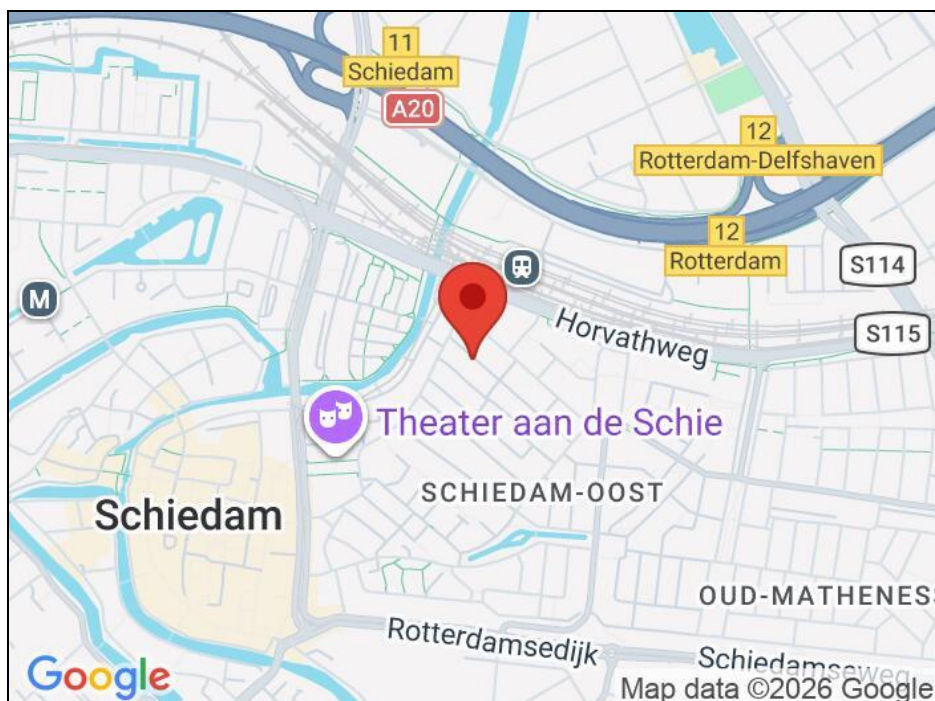 11
Schiedam
A20
12
Rotterdam-Delfshaven
12
Rotterdam
S114
M
Horvathweg
S115
Theater aan de Schie
SCHIEDAM-OOST
Schiedam
OUD-MATHENES
Rotterdamsedijk
Schiedamseweg
Google
Map data ©2026 Google